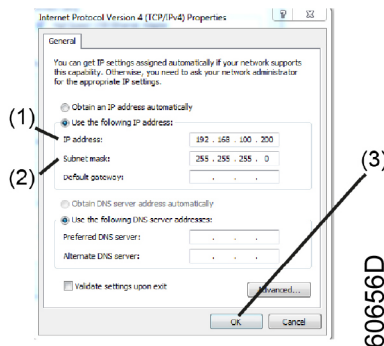 Internet Protocol Version 4 (TCP/IPv4) Properties
General
You can get IP settings assigned automatically if your network supports
this capability. Otherwise, you need to ask your network administrator
for the appropriate IP settings.
Obtain an IP address automatically
(1)
Use the following IP address:
IP address:
192 . 168 . 100 . 200
(2)
Subnet mask:
255 . 255 . 255 . 0
(3)
Default gateway:
. . .
Obtain DNS server address automatically
Use the following DNS server addresses:
Preferred DNS server:
. . .
Alternate DNS server:
. . .
Validate settings upon exit
Advanced...
OK
Cancel
60656D